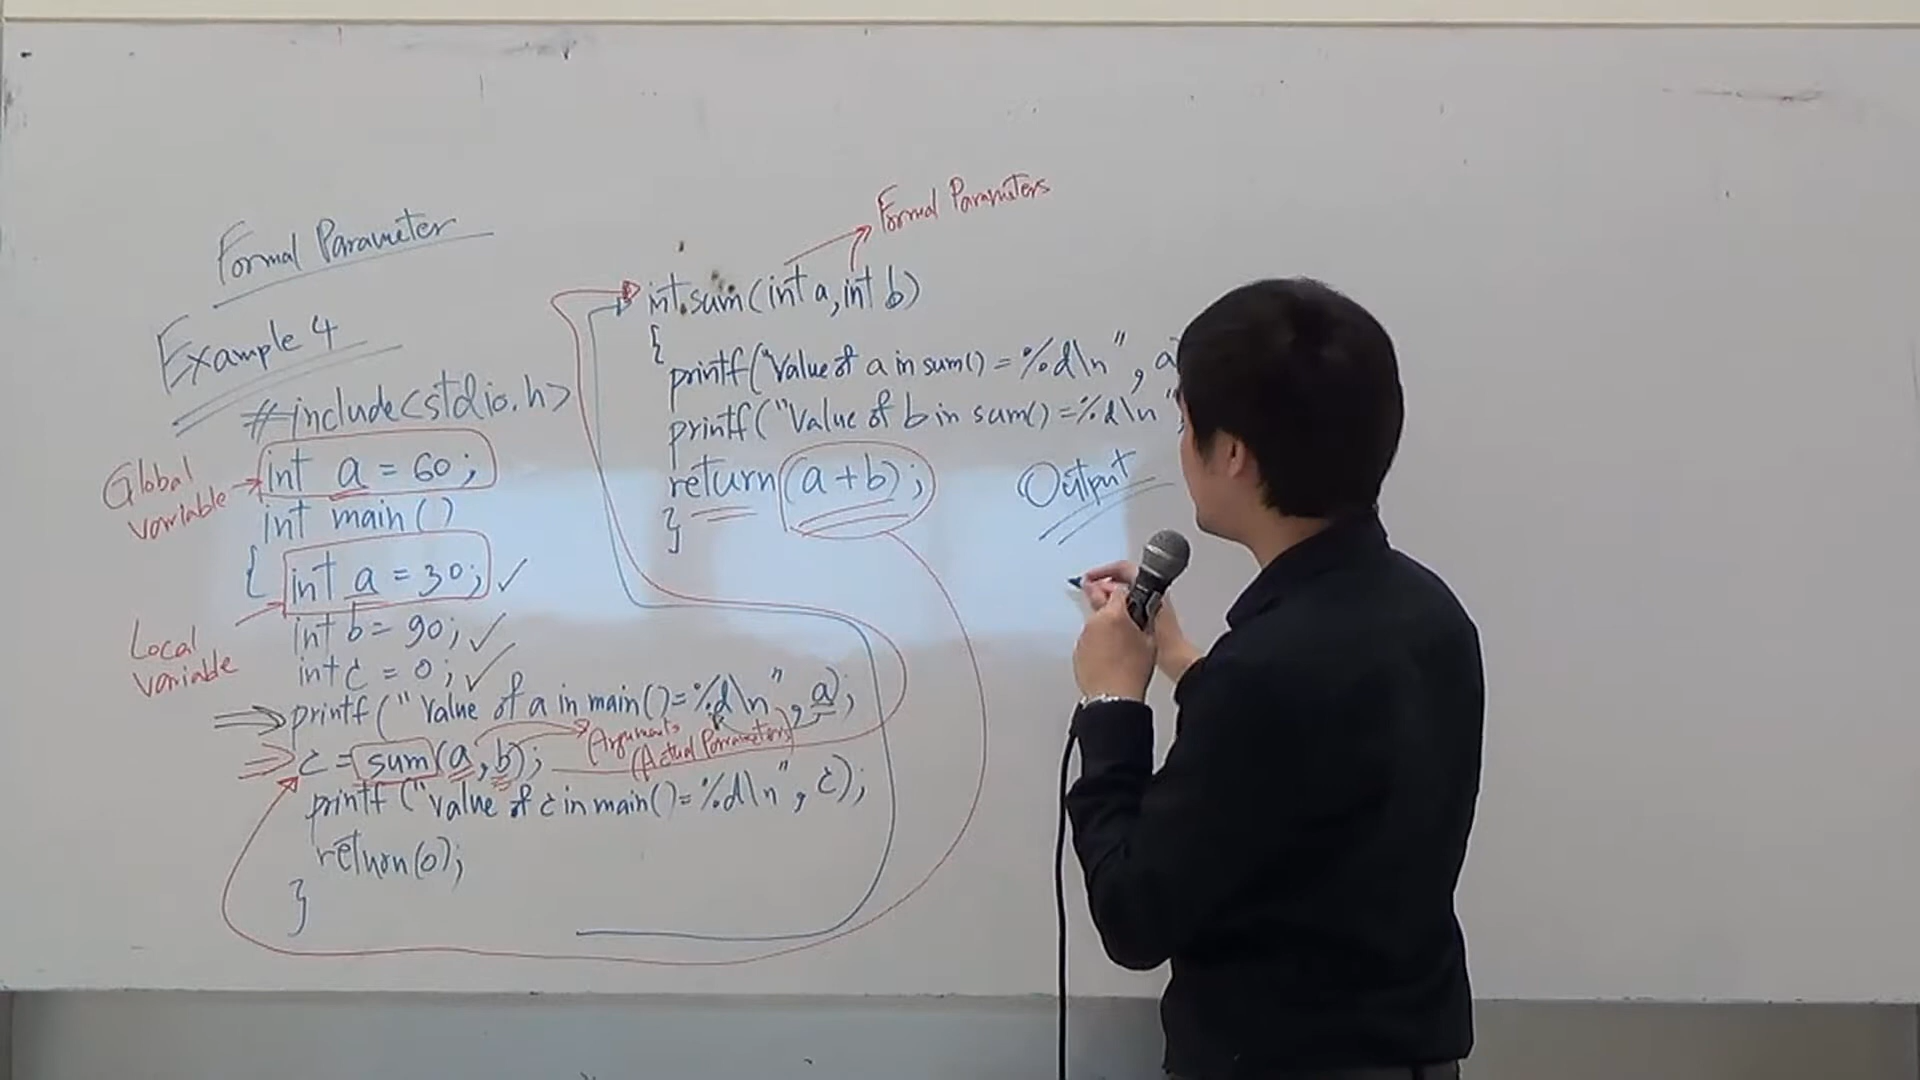 Formal Parameter
Example 4
#include<stdio.h>
Global
variable
int a = 60;
int main()
{ int a = 30; ✓
Local
variable
int b = 90; ✓
int c = 0; ✓
printf("Value of a in main()=%d\n", a);
c = sum(a, b);
Arguments
(Actual Parameters)
printf("value of c in main()=%d\n", c);
return(0);
}
Formal Parameters
int sum(int a, int b)
{
printf("Value of a in sum() = %d\n", a
printf("Value of b in sum() = %d\n",
return (a+b);
}
Output